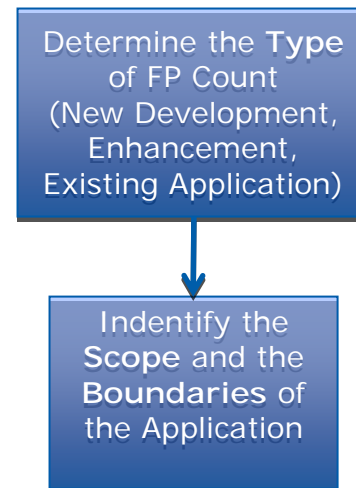 Determine the Type
of FP Count
(New Development,
Enhancement,
Existing Application)
Indentify the
Scope and the
Boundaries of
the Application